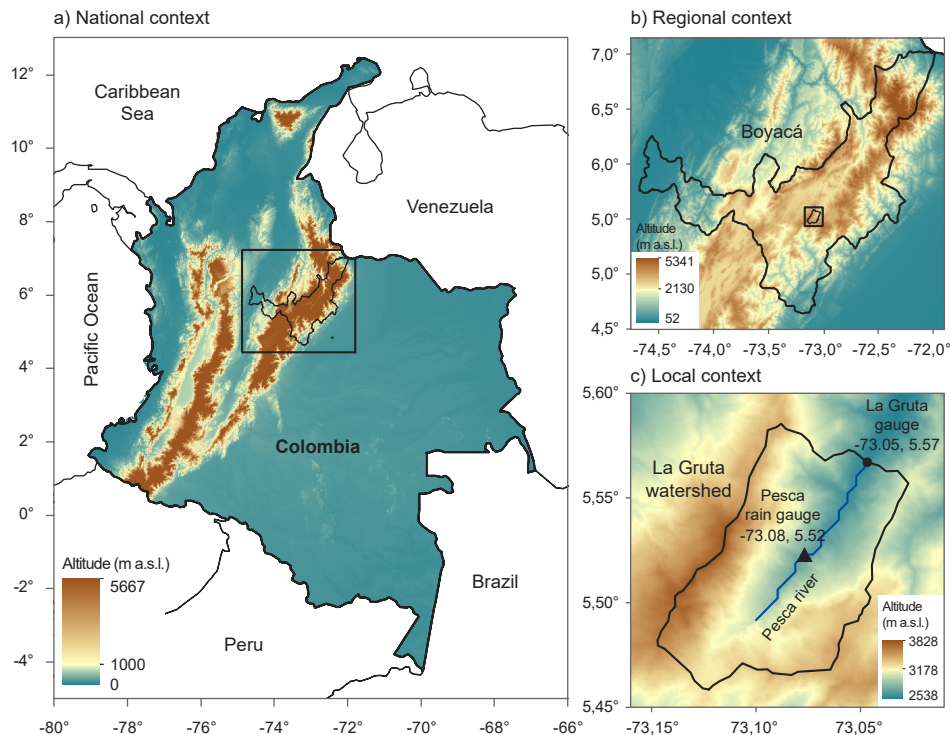 a) National context
12°
10°
8°
6°
4°
2°
0°
-2°
-4°
-80°
-78°
-76°
-74°
-72°
-70°
-68°
-66°
Caribbean
Sea
Pacific Ocean
Venezuela
Colombia
Brazil
Peru
Altitude (m a.s.l.)
5667
1000
0
b) Regional context
7,0°
6,5°
6,0°
5,0°
5,0°
4,5°
-74,5°
-74,0°
-73,5°
-73,0°
-72,5°
-72,0°
Boyacá
Altitude
(m a.s.l.)
5341
2130
52
c) Local context
5,60°
5,55°
5,50°
5,45°
-73,15°
-73,10°
-73,05°
La Gruta
gauge
-73.05, 5.57
La Gruta
watershed
Pesca
rain gauge
-73.08, 5.52
Pesca river
Altitude
(m a.s.l.)
3828
3178
2538